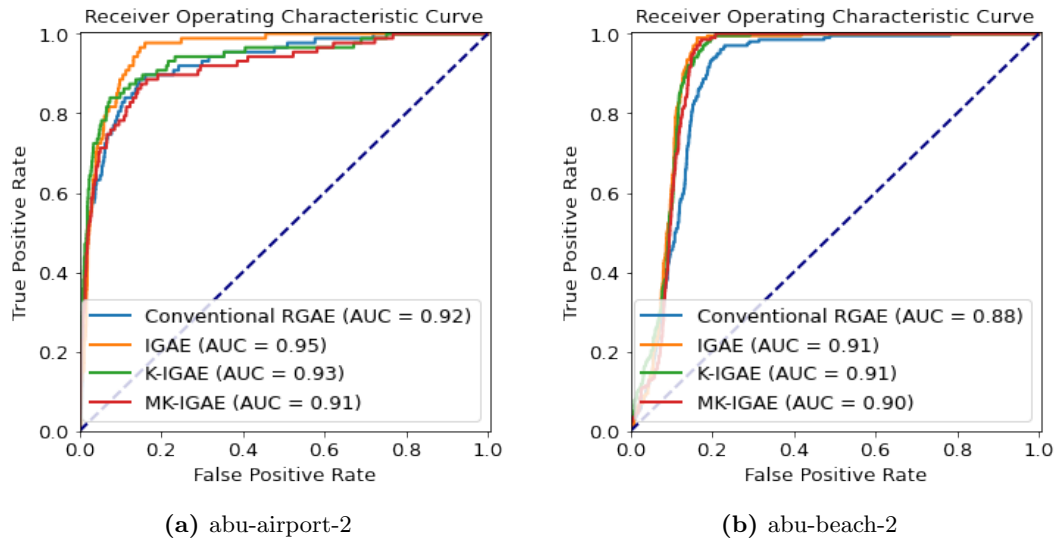 Receiver Operating Characteristic Curve
1.0
0.8
0.6
0.4
0.2
0.0
True Positive Rate
Conventional RGAE (AUC = 0.92)
IGAE (AUC = 0.95)
K-IGAE (AUC = 0.93)
MK-IGAE (AUC = 0.91)
0.0 0.2 0.4 0.6 0.8 1.0
False Positive Rate
(a) abu-airport-2
Receiver Operating Characteristic Curve
1.0
0.8
0.6
0.4
0.2
0.0
True Positive Rate
Conventional RGAE (AUC = 0.88)
IGAE (AUC = 0.91)
K-IGAE (AUC = 0.91)
MK-IGAE (AUC = 0.90)
0.0 0.2 0.4 0.6 0.8 1.0
False Positive Rate
(b) abu-beach-2